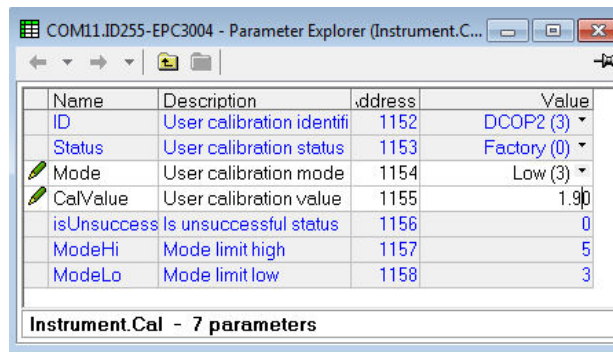 COM11.ID255-EPC3004 - Parameter Explorer (Instrument.C...
Name Description ddress Value
ID User calibration identifi 1152 DCOP2 (3)
Status User calibration status 1153 Factory (0)
Mode User calibration mode 1154 Low (3)
CalValue User calibration value 1155 1.90
isUnsuccess Is unsuccessful status 1156 0
ModeHi Mode limit high 1157 5
ModeLo Mode limit low 1158 3
Instrument.Cal - 7 parameters